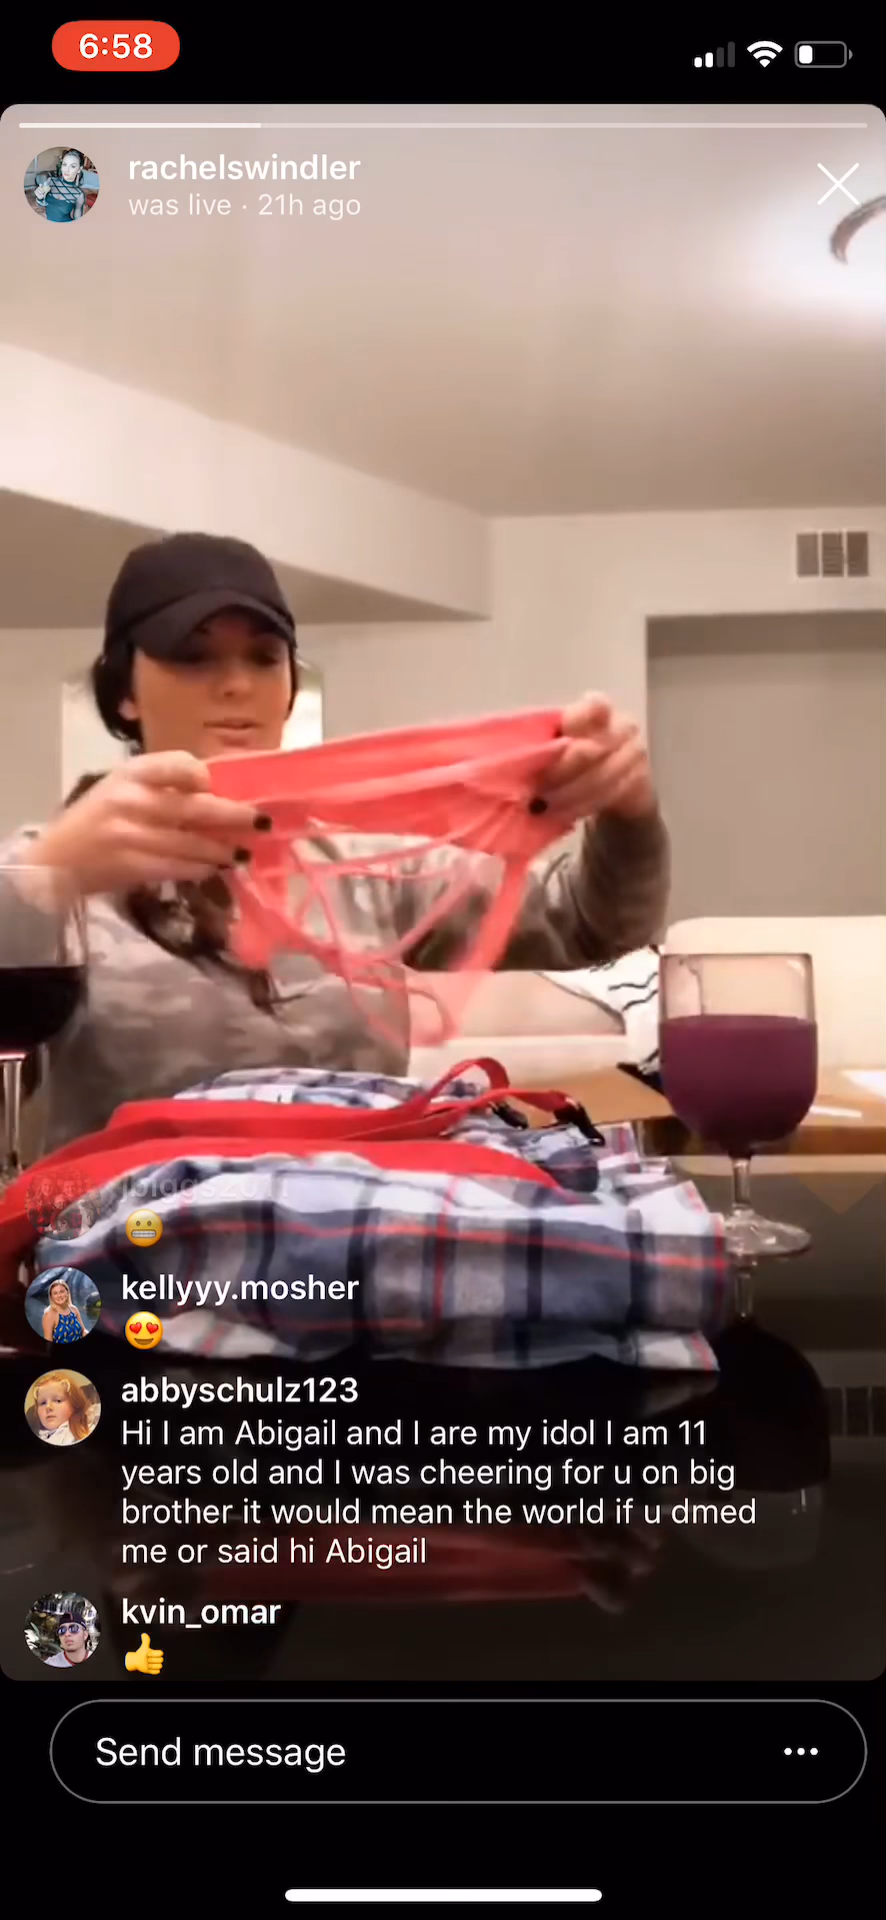 6:58
rachelswindler
was live · 21h ago
jbiggs2011
😬
kellyyy.mosher
😍
abbyschulz123
Hi I am Abigail and I are my idol I am 11
years old and I was cheering for u on big
brother it would mean the world if u dmed
me or said hi Abigail
kvin_omar
👍
Send message